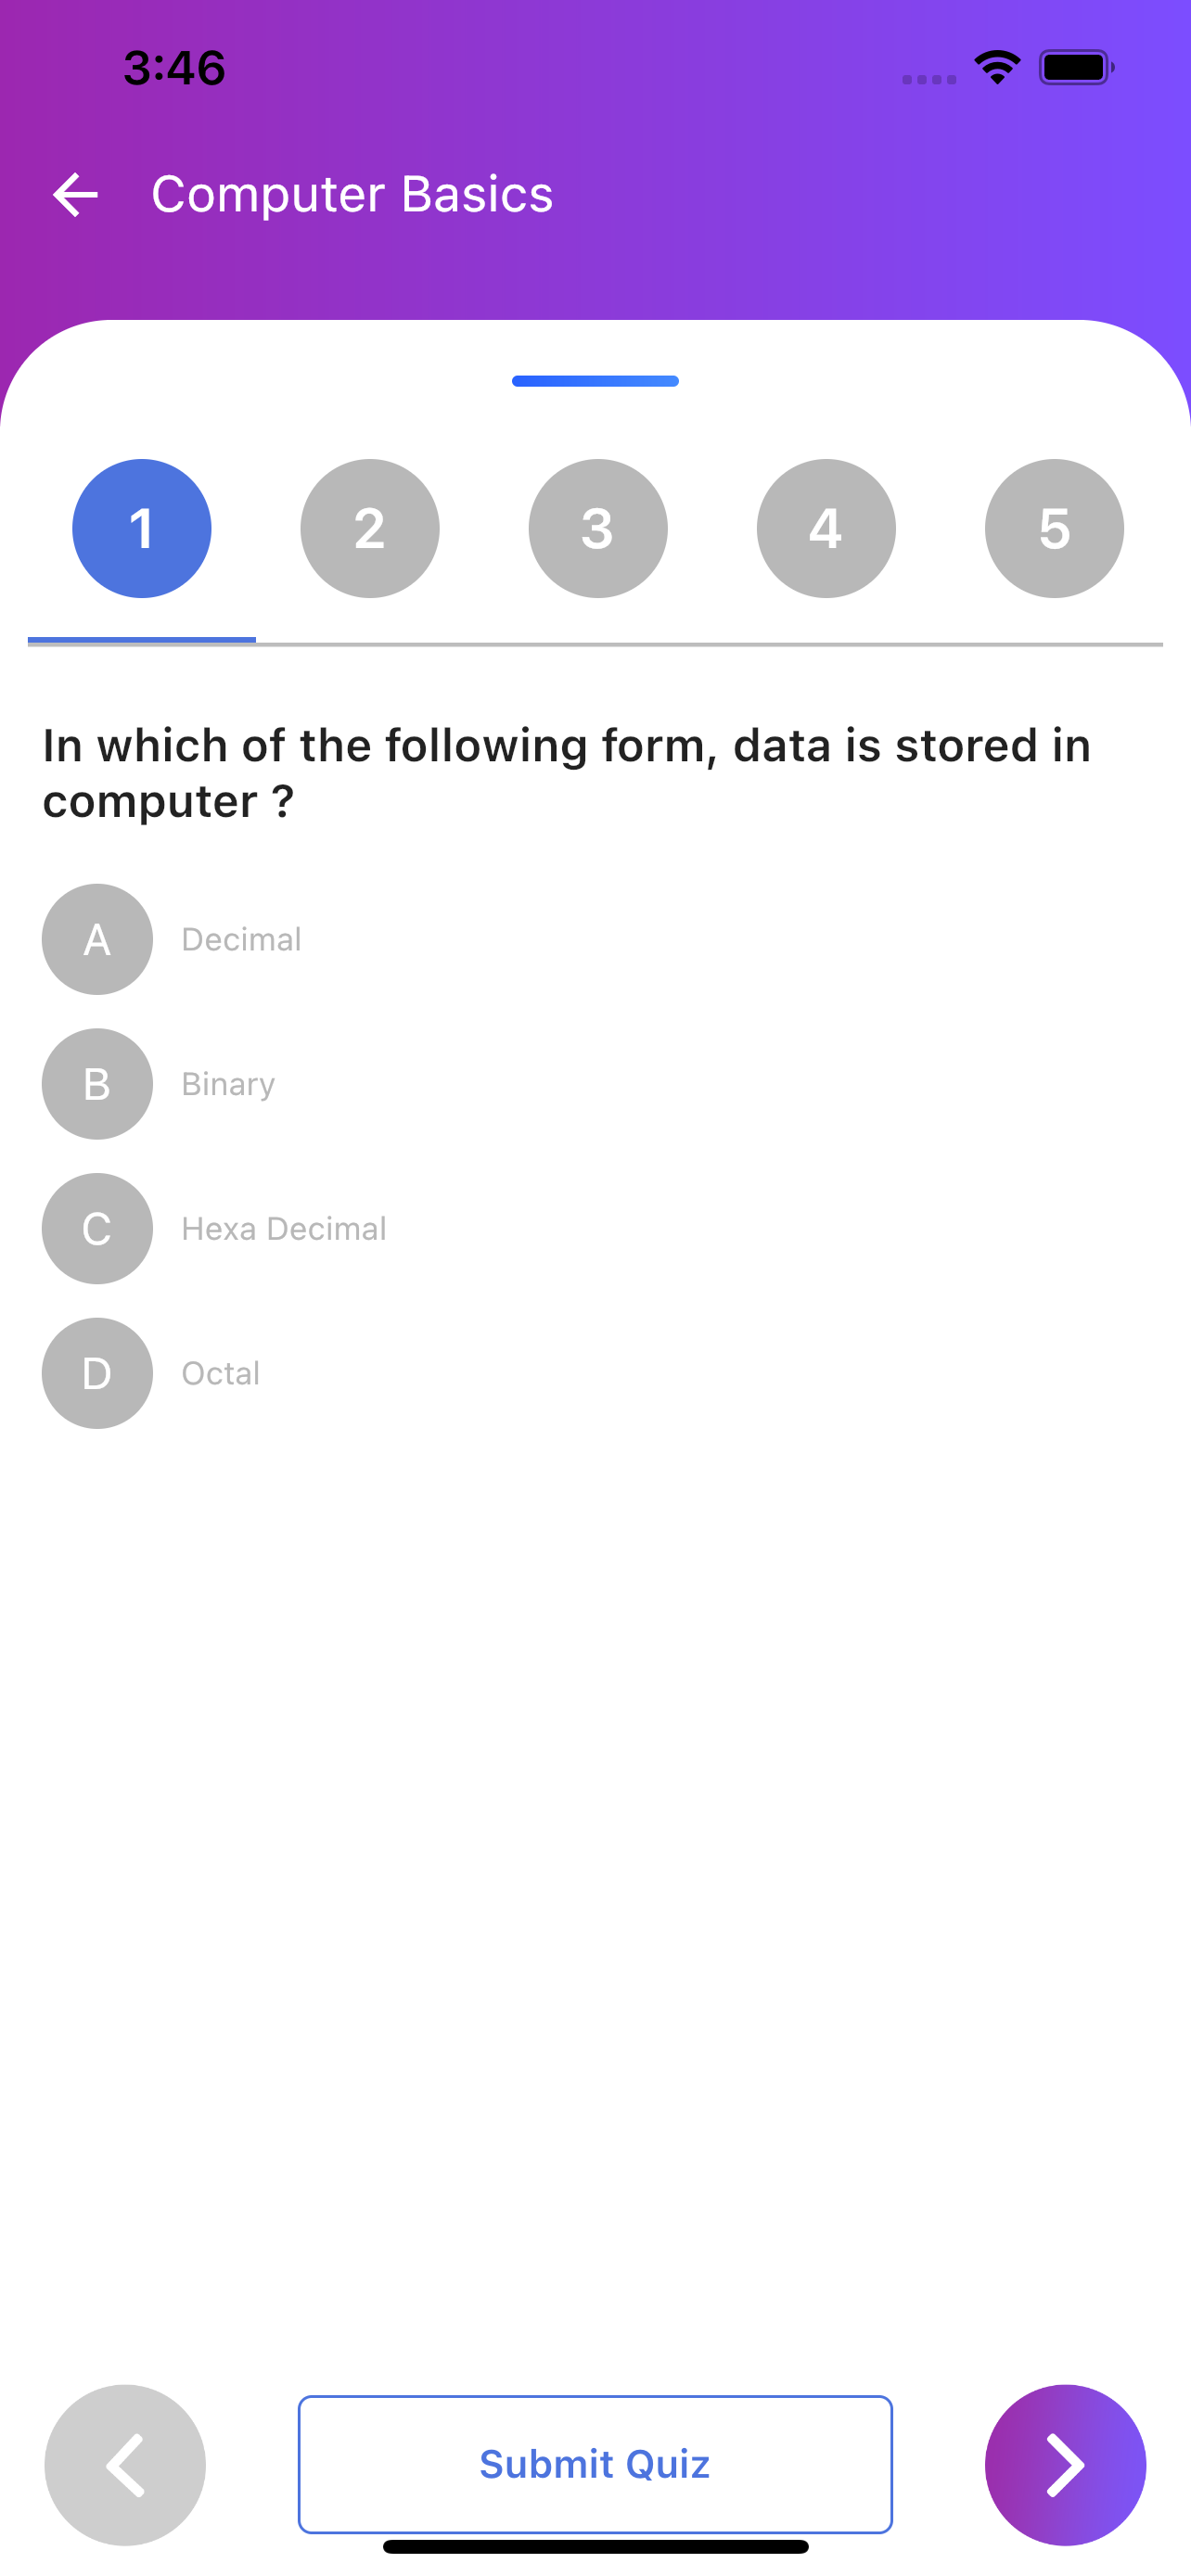 3:46
Computer Basics
1 2 3 4 5
In which of the following form, data is stored in
computer ?
A Decimal
B Binary
C Hexa Decimal
D Octal
Submit Quiz